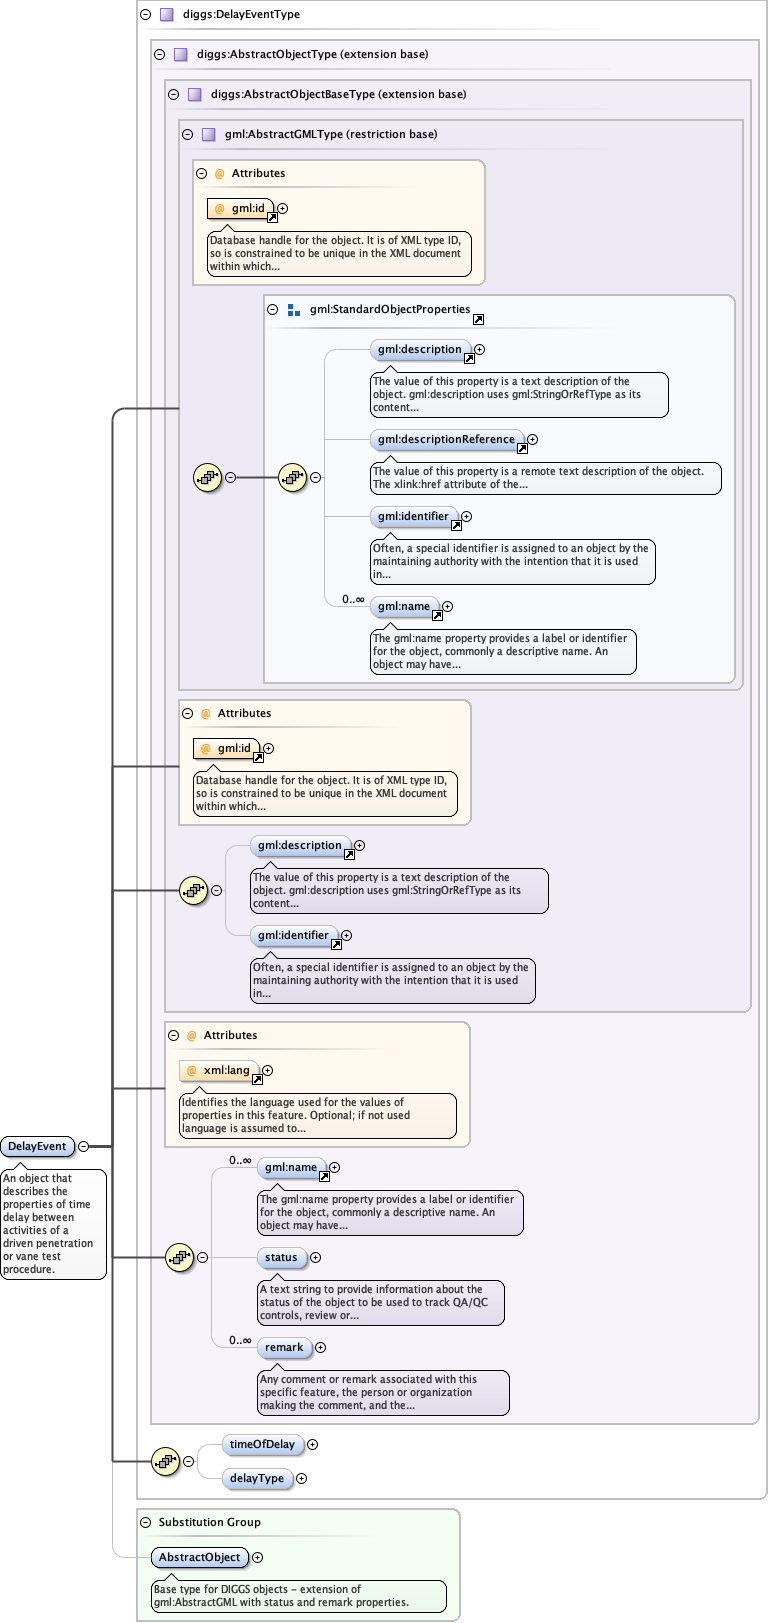 diggs:DelayEventType
diggs:AbstractObjectType (extension base)
diggs:AbstractObjectBaseType (extension base)
gml:AbstractGMLType (restriction base)
@ Attributes
@ gml:id
Database handle for the object. It is of XML type ID,
so is constrained to be unique in the XML document
within which...
gml:StandardObjectProperties
gml:description
The value of this property is a text description of the
object. gml:description uses gml:StringOrRefType as its
content...
gml:descriptionReference
The value of this property is a remote text description of the object.
The xlink:href attribute of the...
gml:identifier
Often, a special identifier is assigned to an object by the
maintaining authority with the intention that it is used
in...
0..∞
gml:name
The gml:name property provides a label or identifier
for the object, commonly a descriptive name. An
object may have...
@ Attributes
@ gml:id
Database handle for the object. It is of XML type ID,
so is constrained to be unique in the XML document
within which...
gml:description
The value of this property is a text description of the
object. gml:description uses gml:StringOrRefType as its
content...
gml:identifier
Often, a special identifier is assigned to an object by the
maintaining authority with the intention that it is used
in...
@ Attributes
@ xml:lang
Identifies the language used for the values of
properties in this feature. Optional; if not used
language is assumed to...
DelayEvent
An object that
describes the
properties of time
delay between
activities of a
driven penetration
or vane test
procedure.
0..∞
gml:name
The gml:name property provides a label or identifier
for the object, commonly a descriptive name. An
object may have...
status
A text string to provide information about the
status of the object to be used to track QA/QC
controls, review or...
0..∞
remark
Any comment or remark associated with this
specific feature, the person or organization
making the comment, and the...
timeOfDelay
delayType
Substitution Group
AbstractObject
Base type for DIGGS objects - extension of
gml:AbstractGML with status and remark properties.